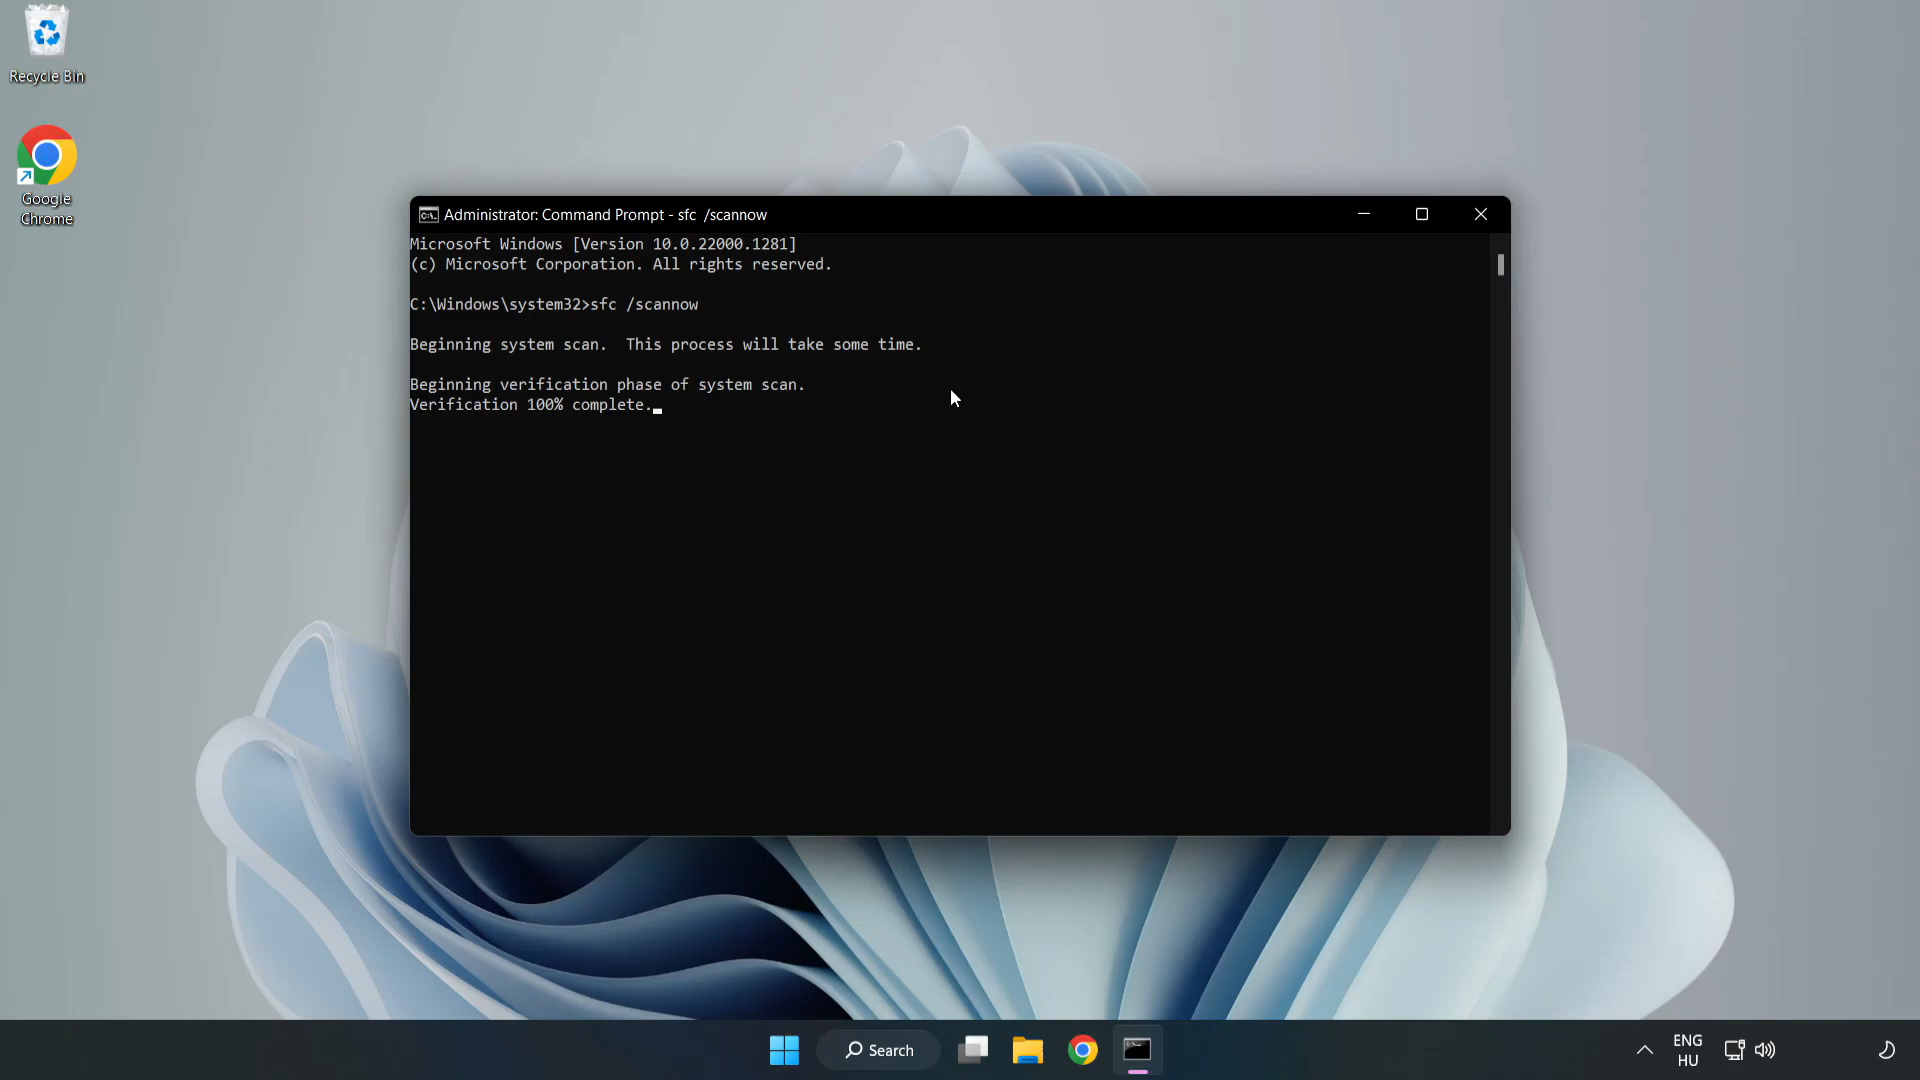 Recycle Bin
Google
Chrome
Administrator: Command Prompt - sfc  /scannow
Microsoft Windows [Version 10.0.22000.1281]
(c) Microsoft Corporation. All rights reserved.
C:\Windows\system32>sfc /scannow
Beginning system scan.  This process will take some time.
Beginning verification phase of system scan.
Verification 100% complete.
Search
ENG
HU